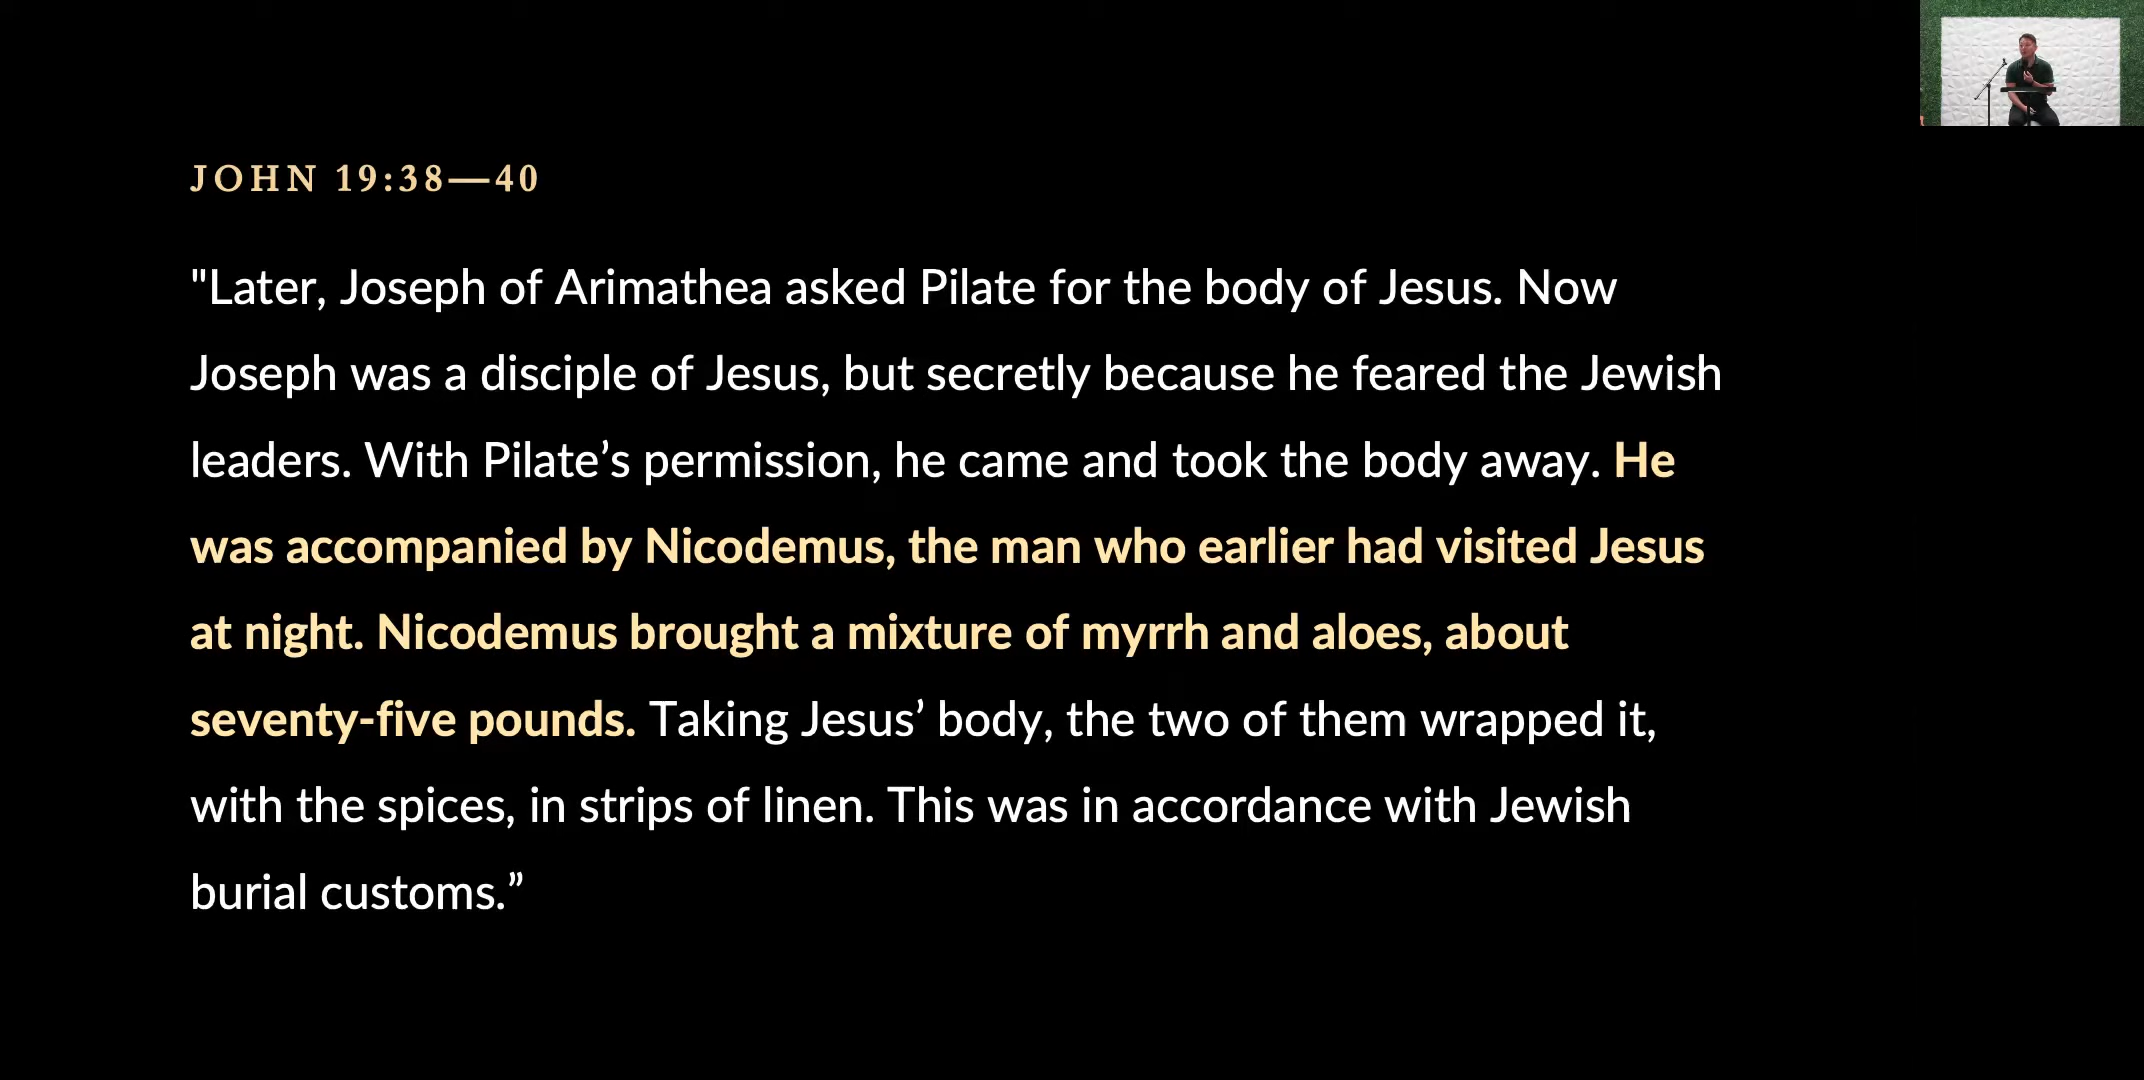 JOHN 19:38—40
"Later, Joseph of Arimathea asked Pilate for the body of Jesus. Now
Joseph was a disciple of Jesus, but secretly because he feared the Jewish
leaders. With Pilate’s permission, he came and took the body away. He
was accompanied by Nicodemus, the man who earlier had visited Jesus
at night. Nicodemus brought a mixture of myrrh and aloes, about
seventy-five pounds. Taking Jesus’ body, the two of them wrapped it,
with the spices, in strips of linen. This was in accordance with Jewish
burial customs.”